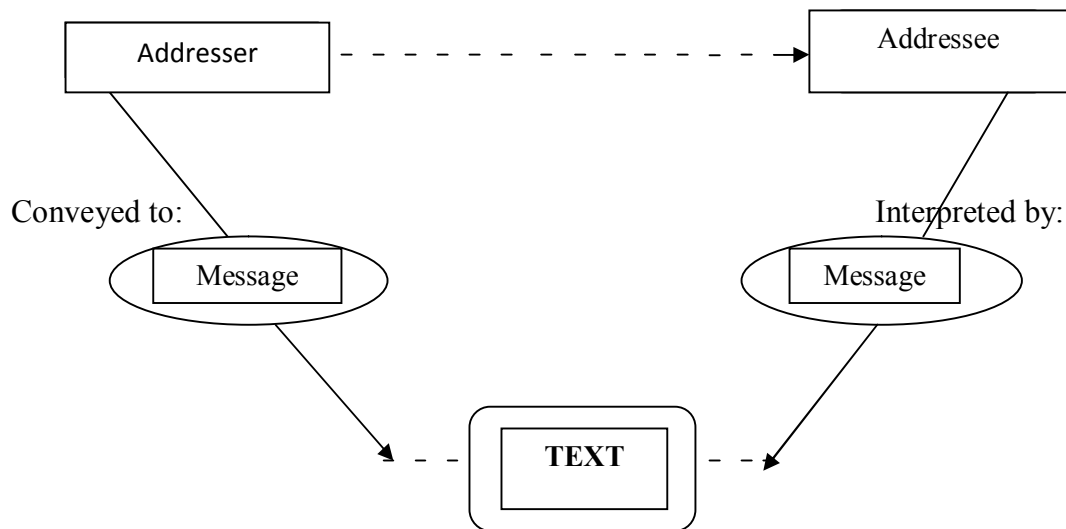 Addresser
Addressee
Conveyed to:
Interpreted by:
Message
Message
TEXT